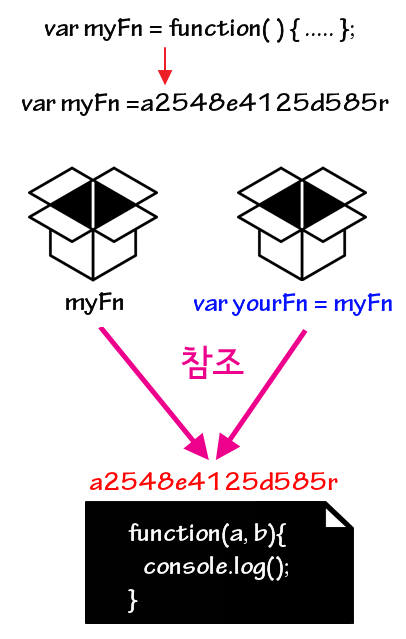 var myFn = function( ) { ..... };
var myFn =a2548e4125d585r
myFn
var yourFn = myFn
참조
a2548e4125d585r
function(a, b){
console.log();
}